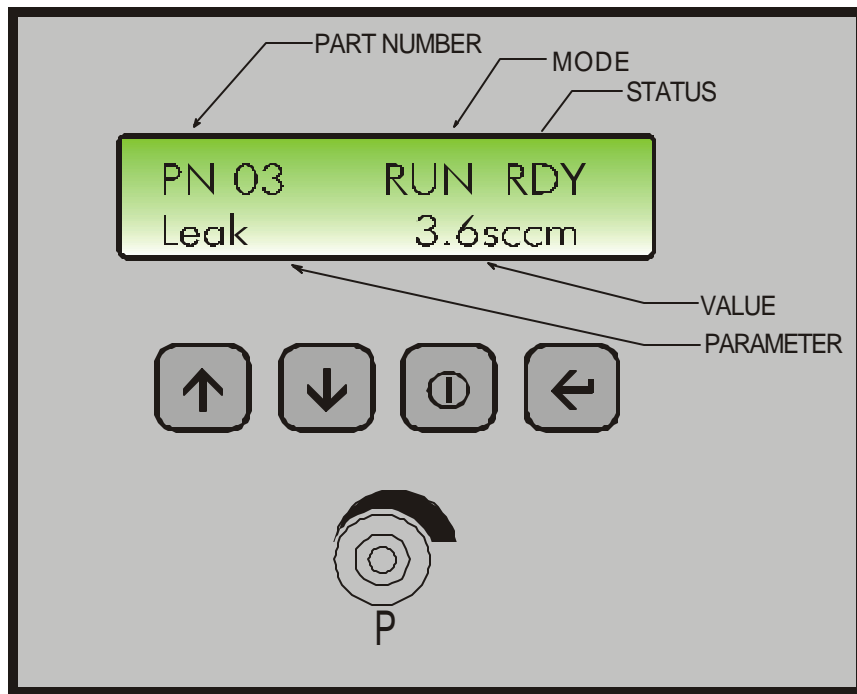 PART NUMBER
MODE
STATUS
PN 03 RUN RDY
Leak 3.6sccm
VALUE
PARAMETER
P